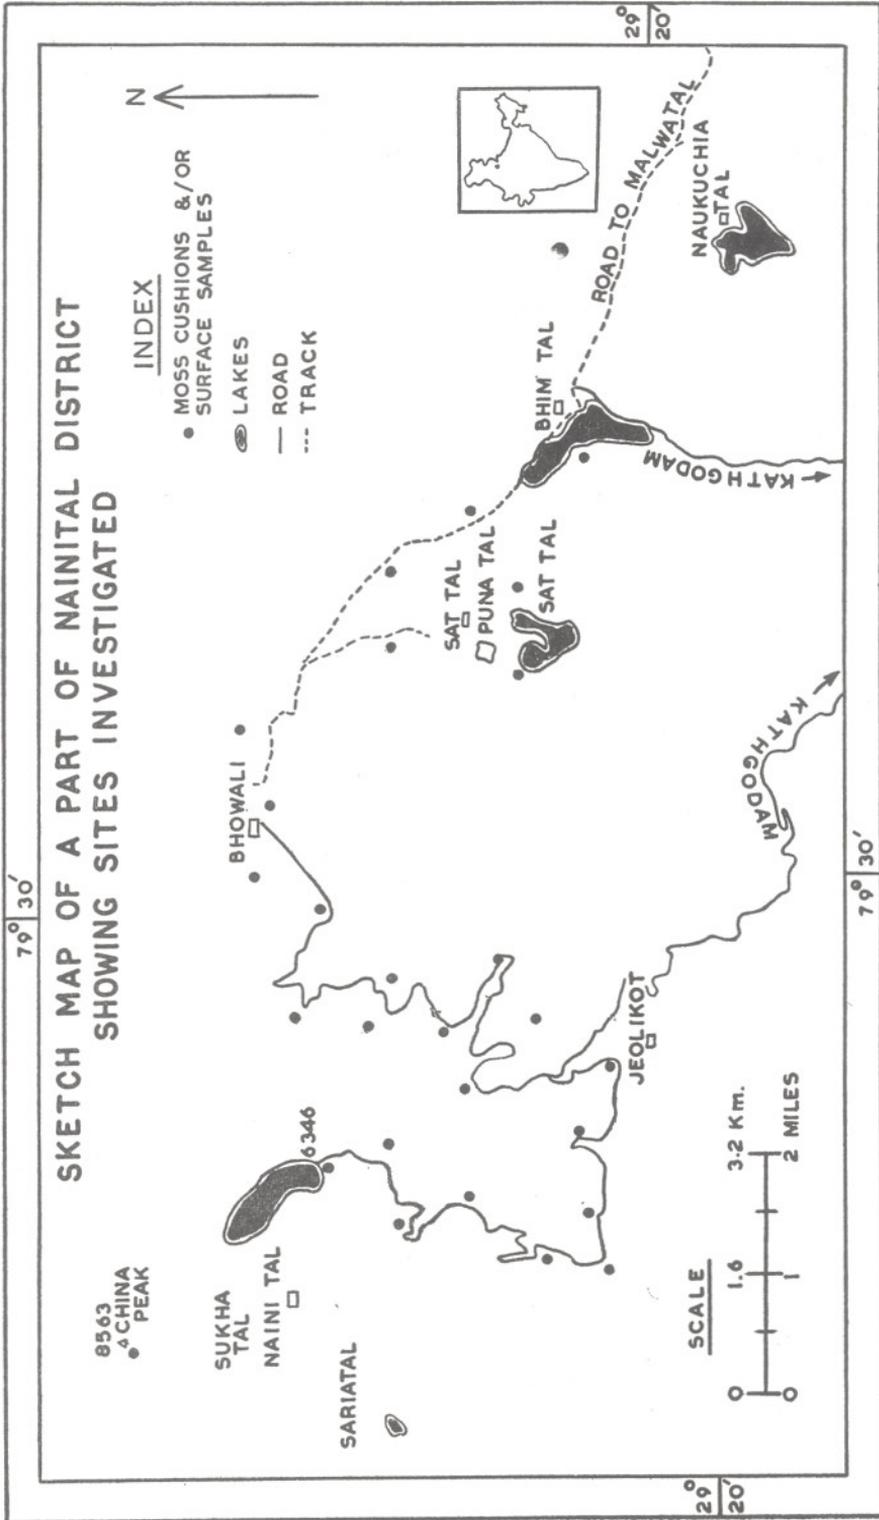 SKETCH MAP OF A PART OF NAINITAL DISTRICT
SHOWING SITES INVESTIGATED
79° 30'
29°
20'
N
INDEX
MOSS CUSHIONS &/OR
SURFACE SAMPLES
LAKES
ROAD
TRACK
8563
CHINA
PEAK
SUKHA
TAL
NAINI TAL
6346
SARIATAL
BHOWALI
SAT TAL
PUNA TAL
SAT TAL
BHIM TAL
ROAD TO MALWATAL
NAUKUCHIA
TAL
KATHGODAM
KATHGODAM
JEOLIKOT
SCALE
0 1.6 3.2 Km.
0 1 2 MILES
29°
20'
79° 30'